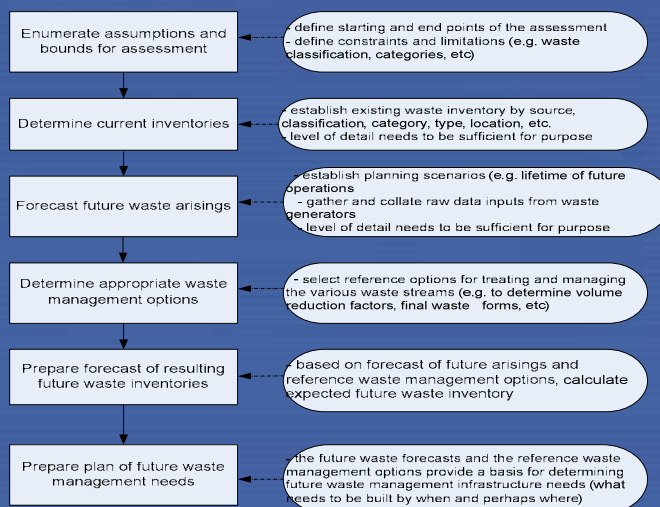 Enumerate assumptions and
bounds for assessment
- define starting and end points of the assessment
- define constraints and limitations (e.g. waste
classification, categories, etc)
Determine current inventories
- establish existing waste inventory by source,
classification, category, type, location, etc.
- level of detail needs to be sufficient for purpose
Forecast future waste arisings
- establish planning scenarios (e.g. lifetime of future
operations
- gather and collate raw data inputs from waste
generators
- level of detail needs to be sufficient for purpose
Determine appropriate waste
management options
- select reference options for treating and managing
the various waste streams (e.g. to determine volume
reduction factors, final waste forms, etc)
Prepare forecast of resulting
future waste inventories
- based on forecast of future arisings and
reference waste management options, calculate
expected future waste inventory
Prepare plan of future waste
management needs
- the future waste forecasts and the reference waste
management options provide a basis for determining
future waste management infrastructure needs (what
needs to be built by when and perhaps where)